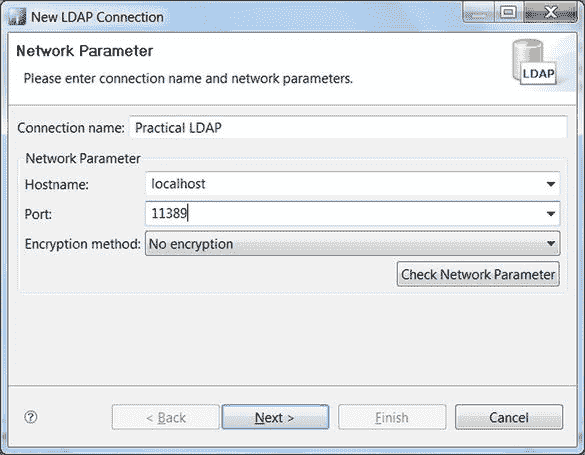 New LDAP Connection
Network Parameter
Please enter connection name and network parameters.
LDAP
Connection name: Practical LDAP
Network Parameter
Hostname: localhost
Port: 11389
Encryption method: No encryption
Check Network Parameter
? < Back Next > Finish Cancel